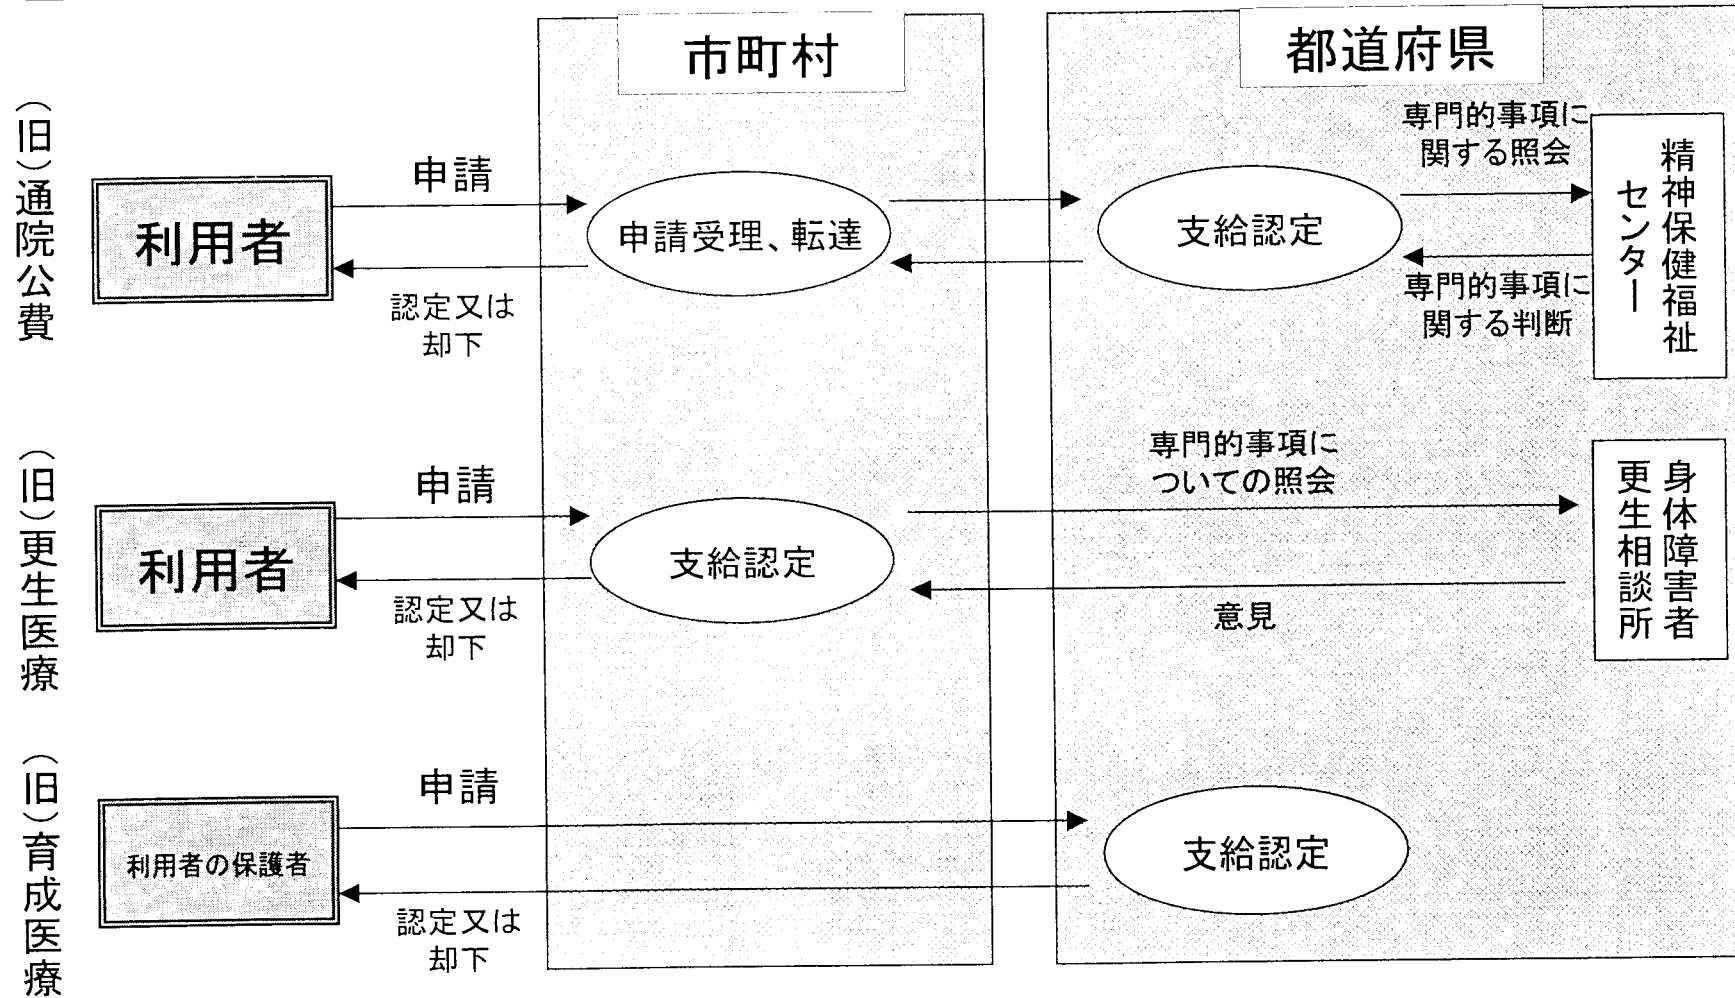 市町村
都道府県
(旧)通院公費
利用者
申請
認定又は
却下
申請受理、転達
支給認定
専門的事項に
関する照会
専門的事項に
関する判断
精神保健福祉
センター
(旧)更生医療
利用者
申請
認定又は
却下
支給認定
専門的事項に
ついての照会
意見
身体障害者
更生相談所
(旧)育成医療
利用者の保護者
申請
認定又は
却下
支給認定